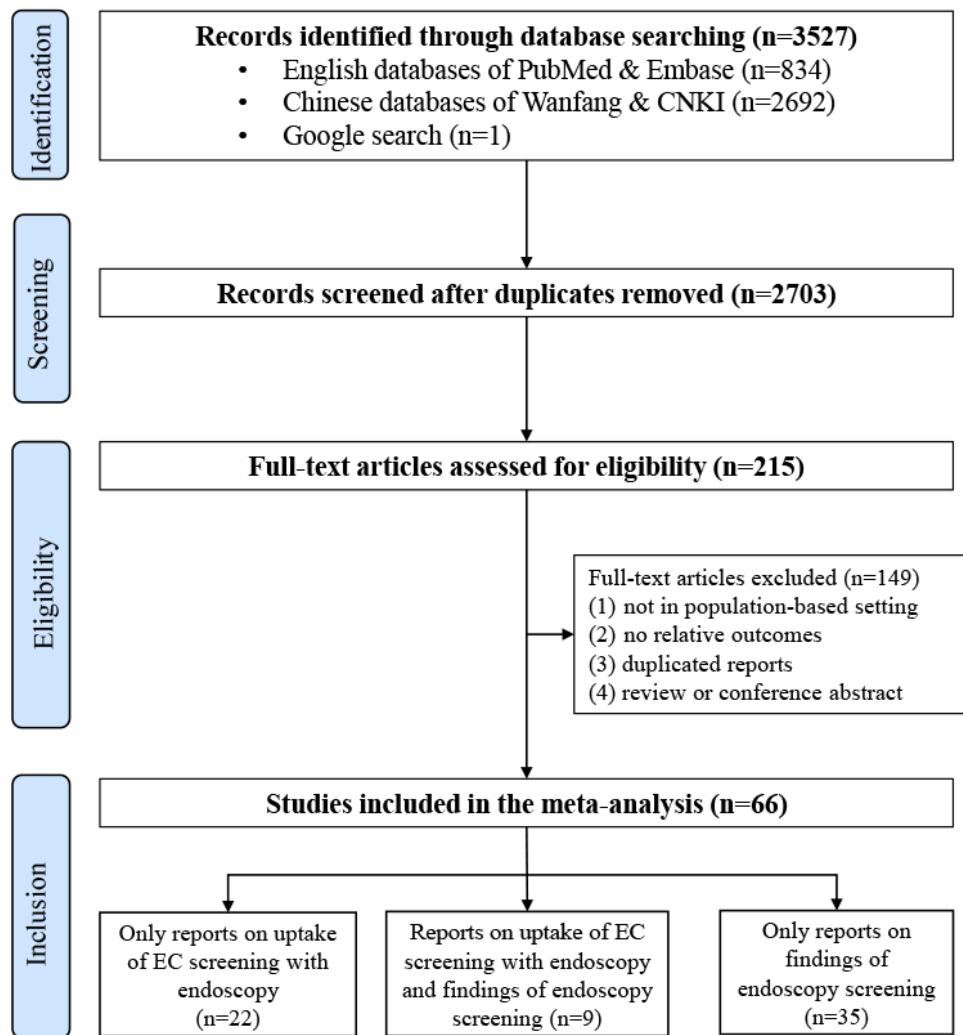 Identification
Records identified through database searching (n=3527)
• English databases of PubMed & Embase (n=834)
• Chinese databases of Wanfang & CNKI (n=2692)
• Google search (n=1)
Screening
Records screened after duplicates removed (n=2703)
Eligibility
Full-text articles assessed for eligibility (n=215)
Full-text articles excluded (n=149)
(1) not in population-based setting
(2) no relative outcomes
(3) duplicated reports
(4) review or conference abstract
Inclusion
Studies included in the meta-analysis (n=66)
Only reports on uptake
of EC screening with
endoscopy
(n=22)
Reports on uptake of EC
screening with endoscopy
and findings of endoscopy
screening (n=9)
Only reports on
findings of
endoscopy screening
(n=35)